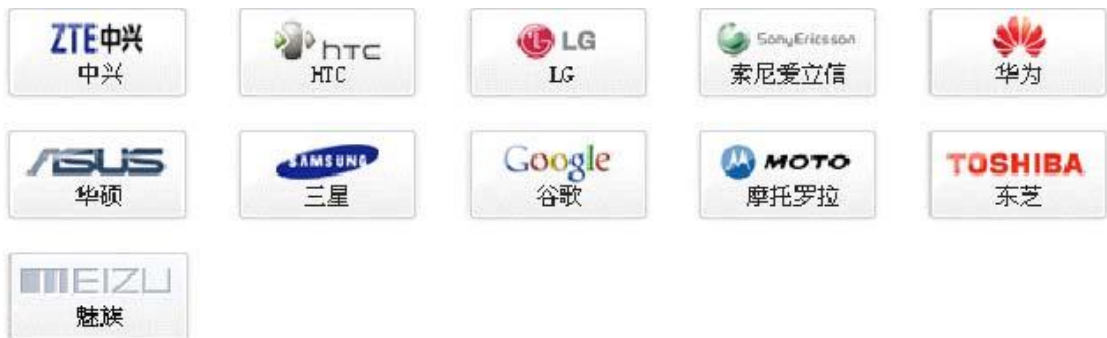 ZTE中兴
中兴
hTC
HTC
LG
LG
SonyEricsson
索尼爱立信
华为
ASUS
华硕
SAMSUNG
三星
Google
谷歌
MOTO
摩托罗拉
TOSHIBA
东芝
MEIZU
魅族